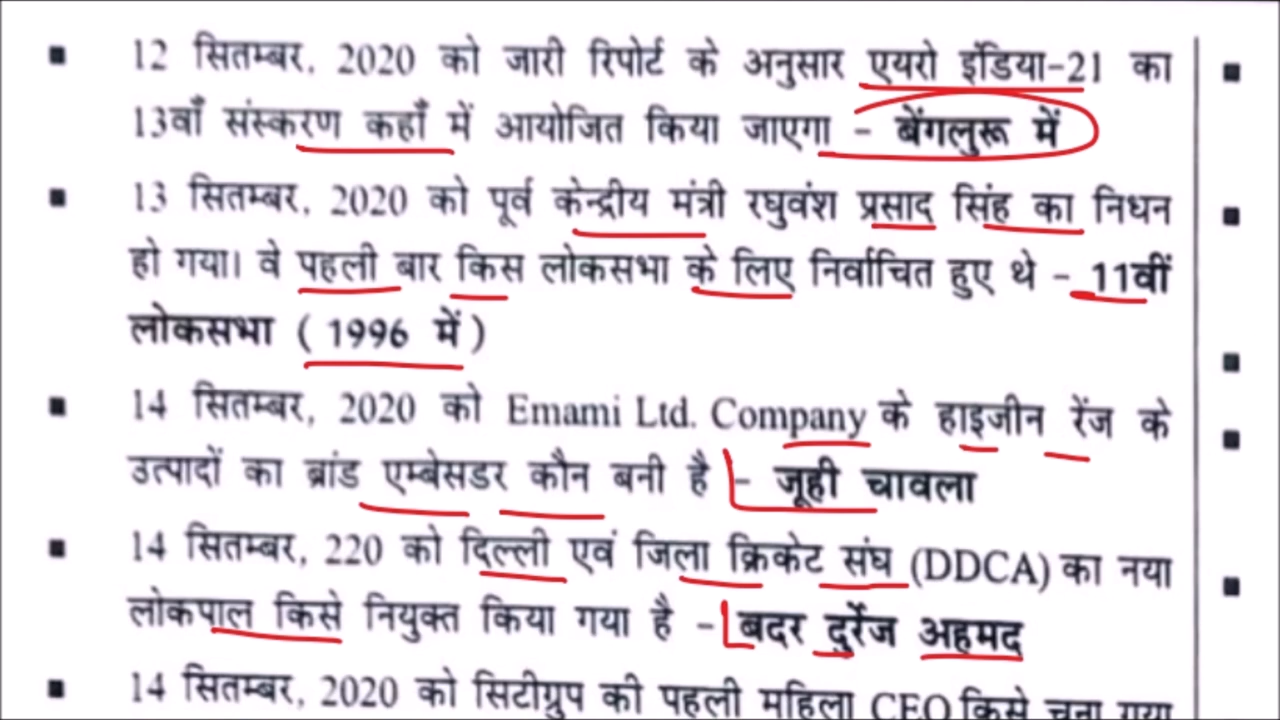 ▪ 12 सितम्बर, 2020 को जारी रिपोर्ट के अनुसार एयरो इंडिया-21 का
13वाँ संस्करण कहाँ में आयोजित किया जाएगा - बेंगलुरू में
▪ 13 सितम्बर, 2020 को पूर्व केन्द्रीय मंत्री रघुवंश प्रसाद सिंह का निधन
हो गया। वे पहली बार किस लोकसभा के लिए निर्वाचित हुए थे - 11वीं
लोकसभा ( 1996 में )
▪ 14 सितम्बर, 2020 को Emami Ltd. Company के हाइजीन रेंज के
उत्पादों का ब्रांड एम्बेसडर कौन बनी है - जूही चावला
▪ 14 सितम्बर, 220 को दिल्ली एवं जिला क्रिकेट संघ (DDCA) का नया
लोकपाल किसे नियुक्त किया गया है - बदर दुर्रेज अहमद
▪ 14 सितम्बर, 2020 को सिटीग्रुप की पहली महिला CEO किसे चुना गया